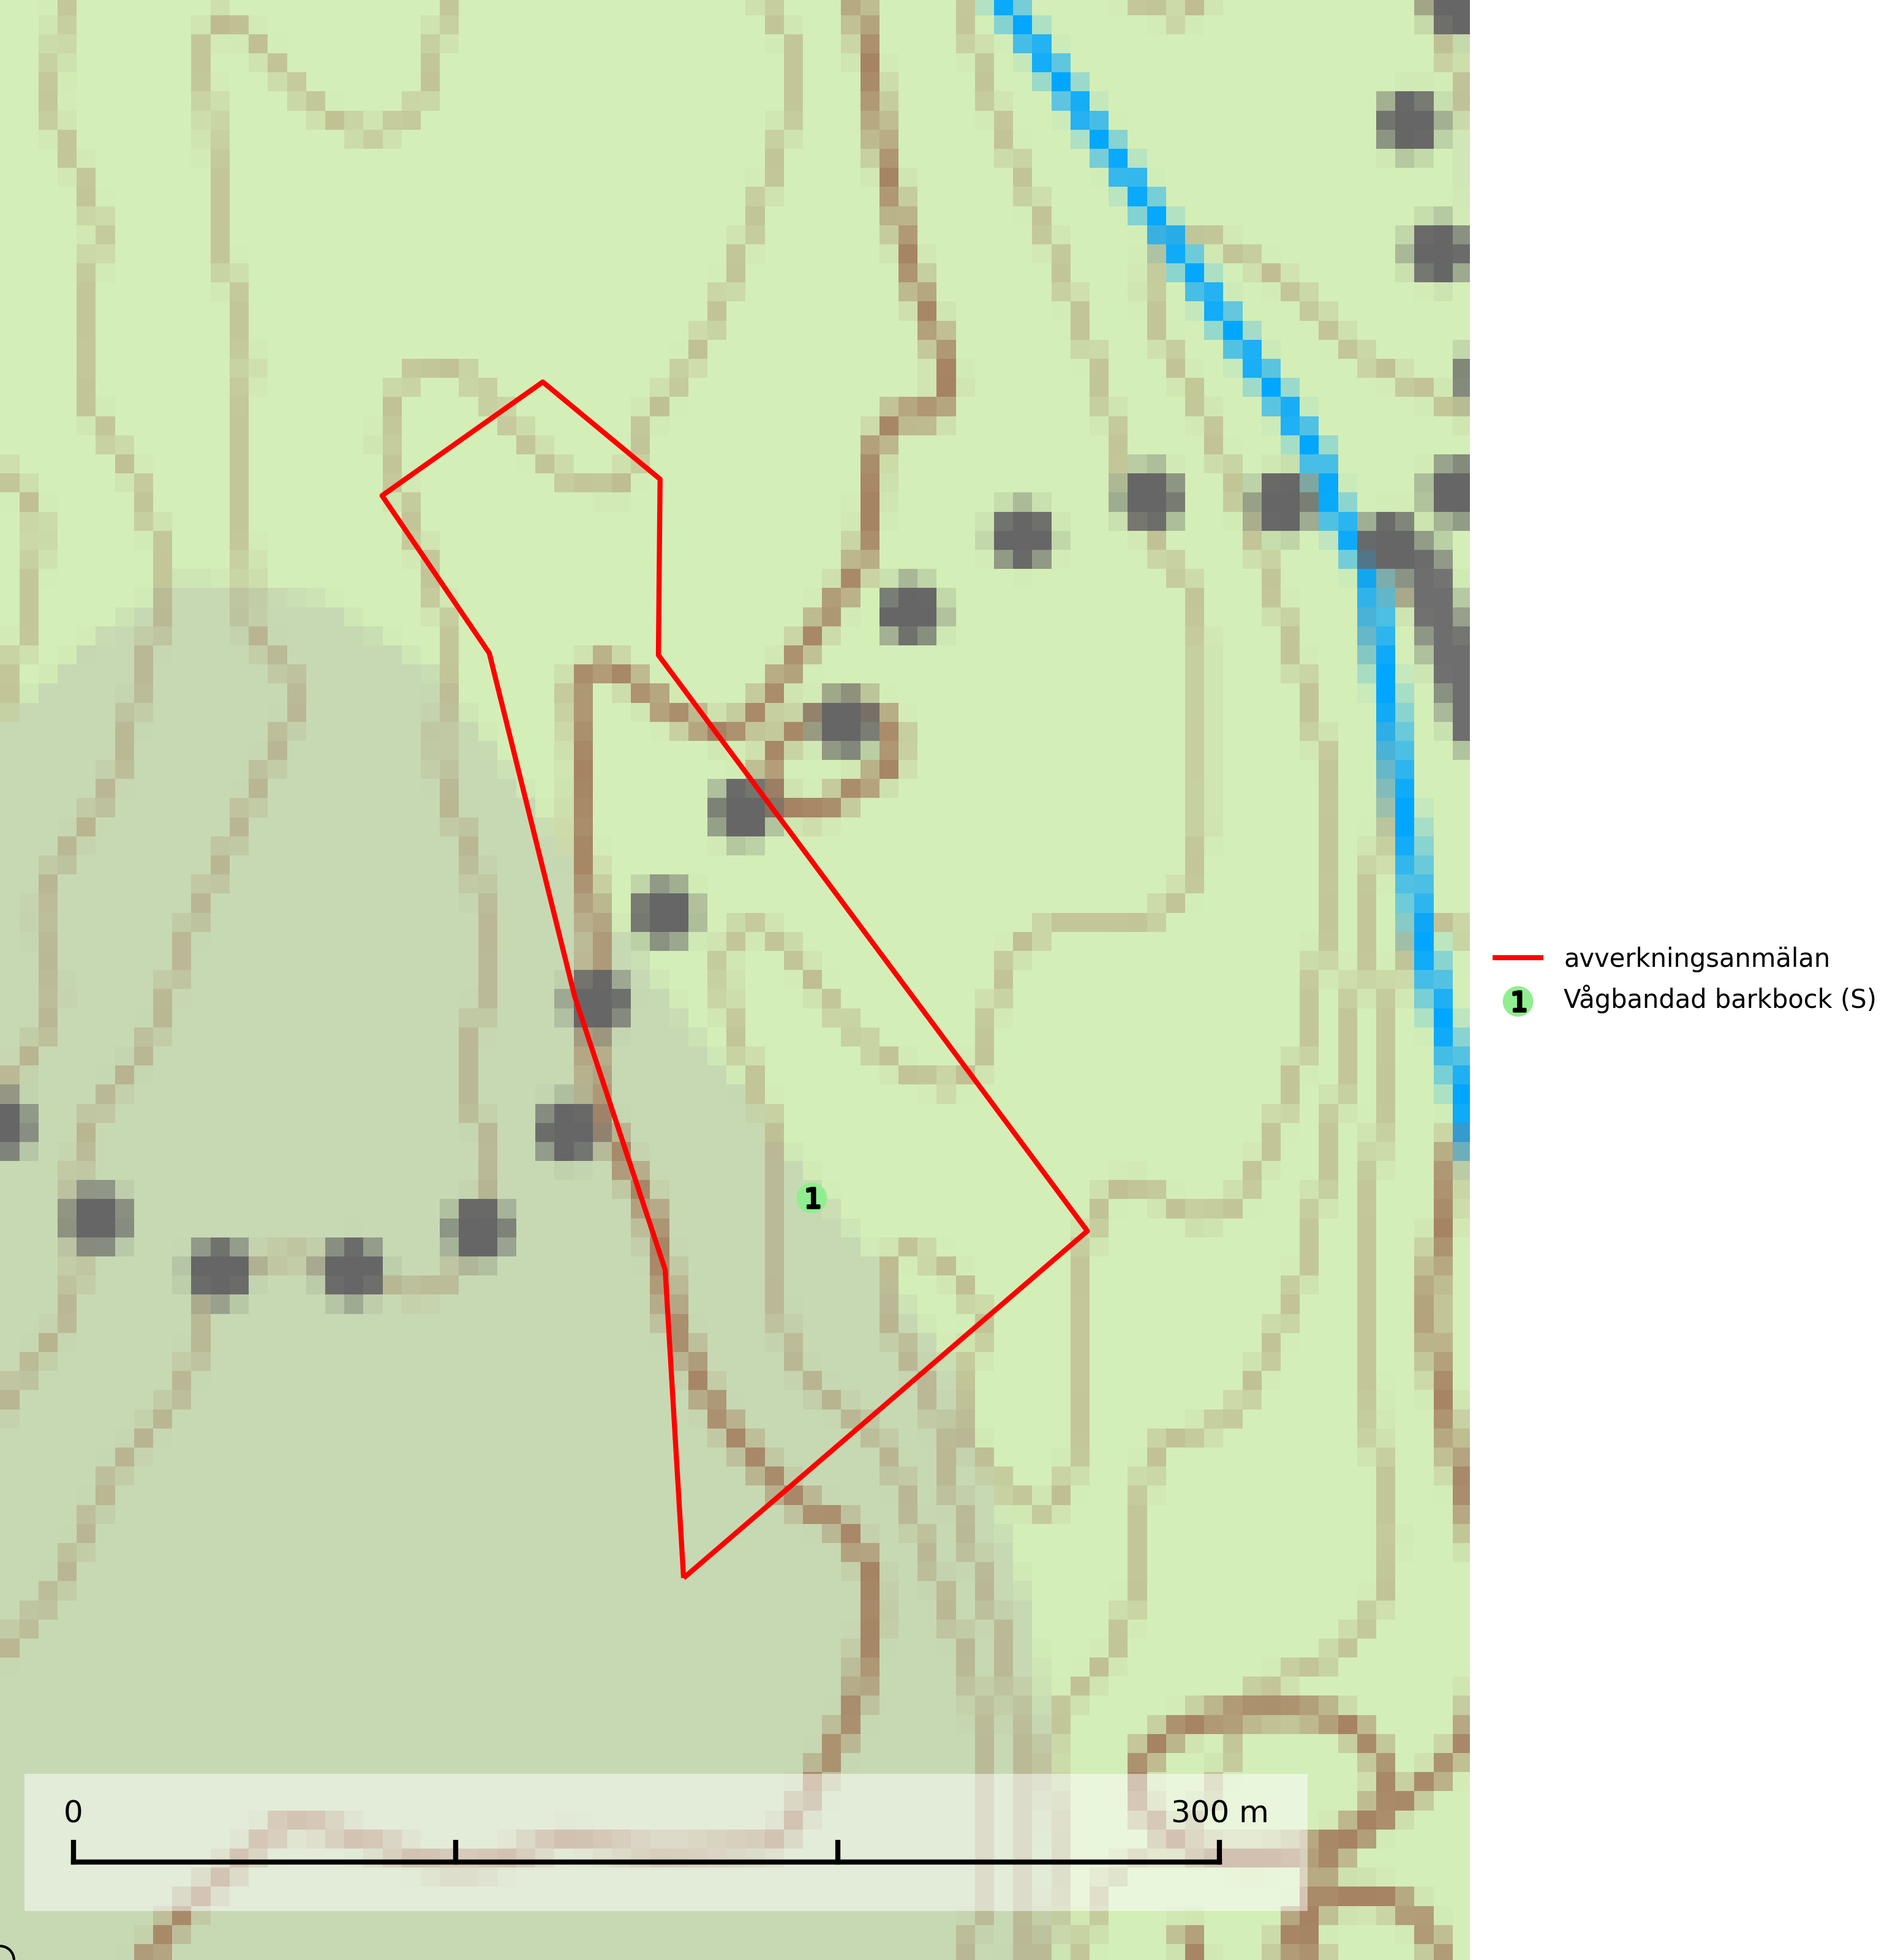 avverkningsanmälan
1 Vågbandad barkbock (S)
1
0 300 m